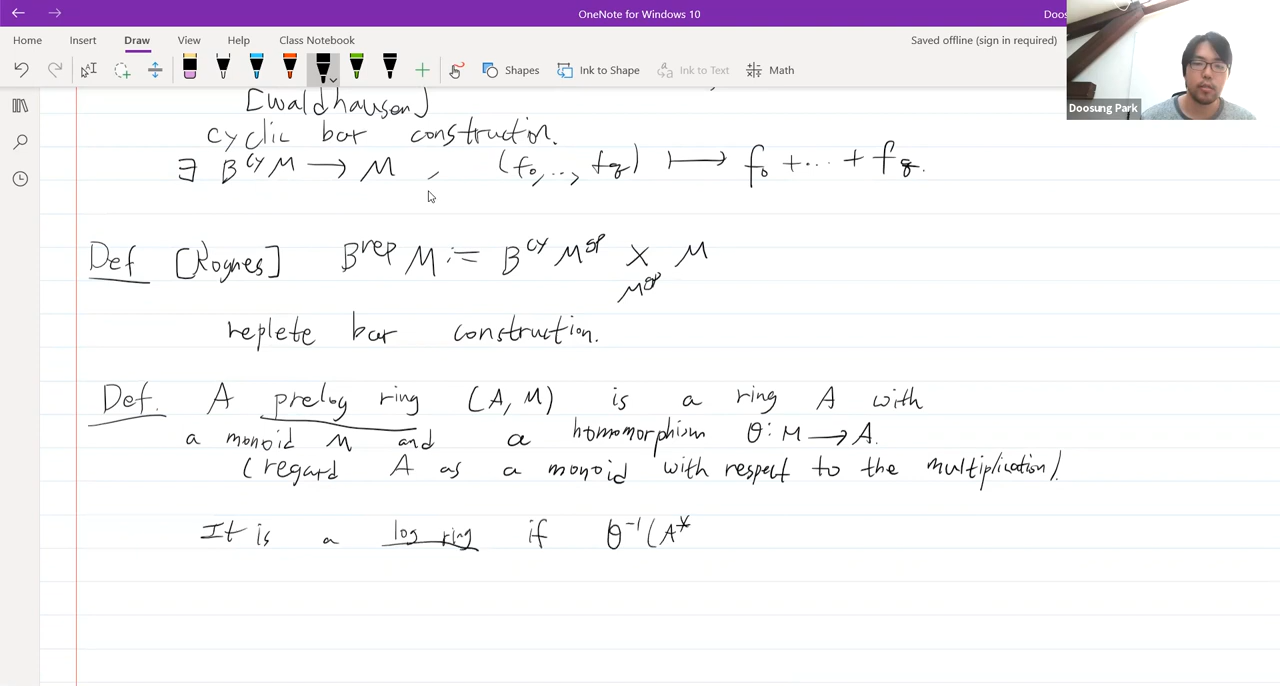 OneNote for Windows 10
Doos
Home Insert Draw View Help Class Notebook
Saved offline (sign in required)
Shapes Ink to Shape Ink to Text Math
Doosung Park
[Waldhausen]
cyclic bar construction.
∃ B^{cy} M → M , (f_0, ..., f_q) ↦ f_0 + ... + f_q.
Def [Rognes] B^{rep} M := B^{cy} M^{gp} ×_{M^{gp}} M
replete bar construction.
Def. A prelog ring (A, M) is a ring A with
a monoid M and a homomorphism θ: M → A.
(regard A as a monoid with respect to the multiplication).
It is a log ring if θ^{-1}(A^*